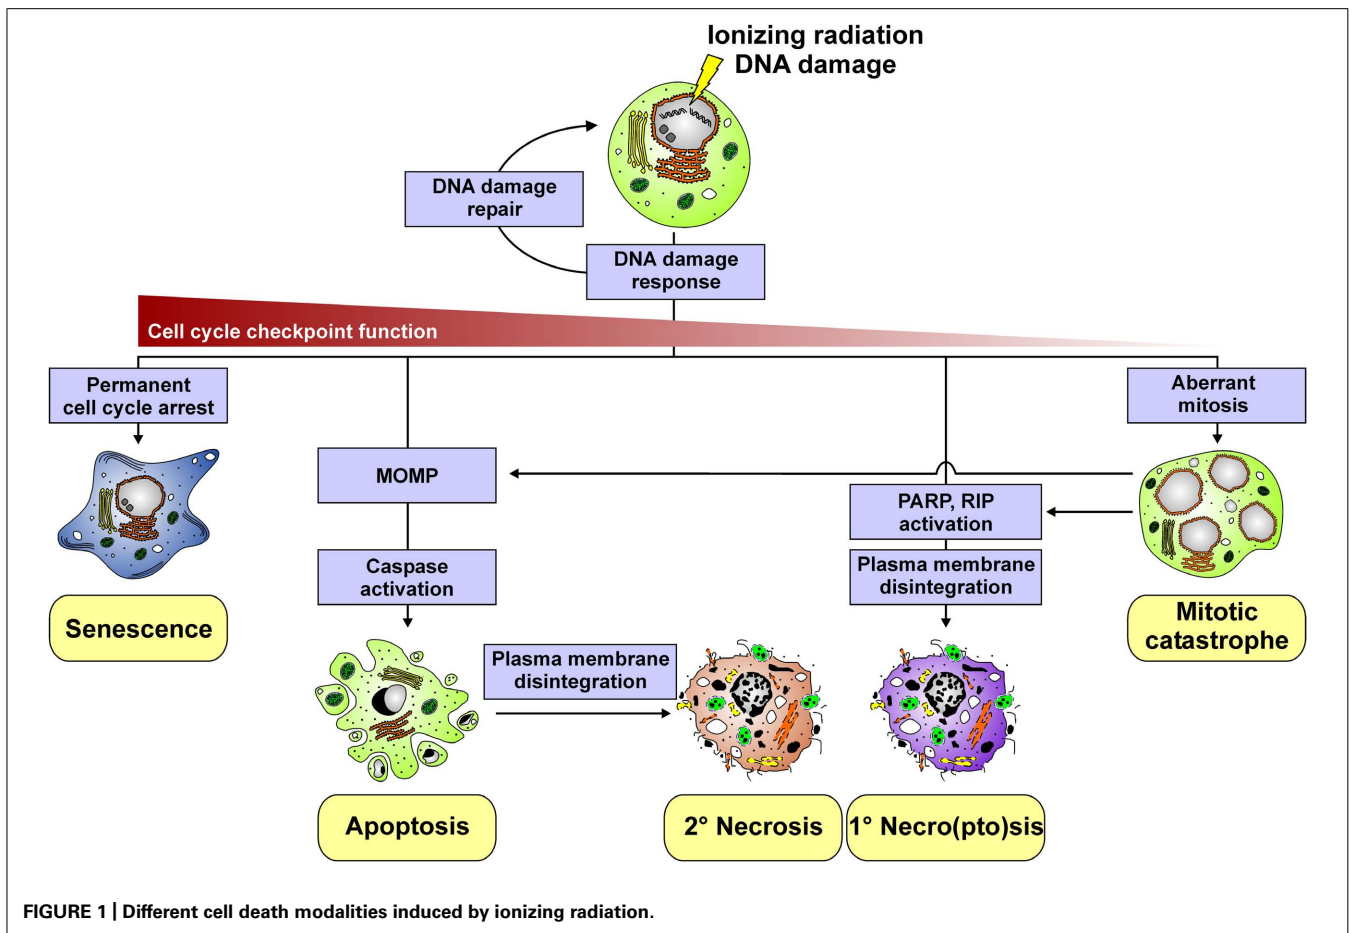 Ionizing radiation
DNA damage
DNA damage
repair
DNA damage
response
Cell cycle checkpoint function
Permanent
cell cycle arrest
Aberrant
mitosis
MOMP
PARP, RIP
activation
Caspase
activation
Plasma membrane
disintegration
Senescence
Mitotic
catastrophe
Plasma membrane
disintegration
Apoptosis
2° Necrosis
1° Necro(pto)sis
FIGURE 1 | Different cell death modalities induced by ionizing radiation.